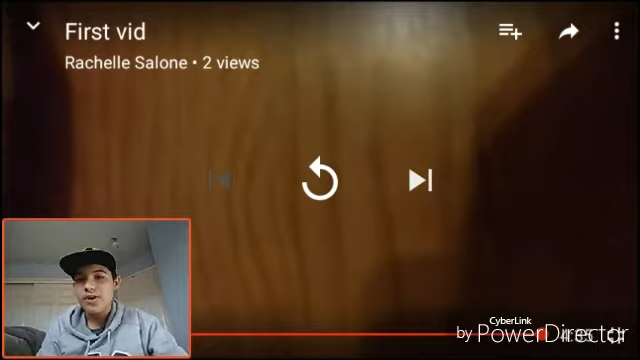 First vid
Rachelle Salone • 2 views
CyberLink
by PowerDirector